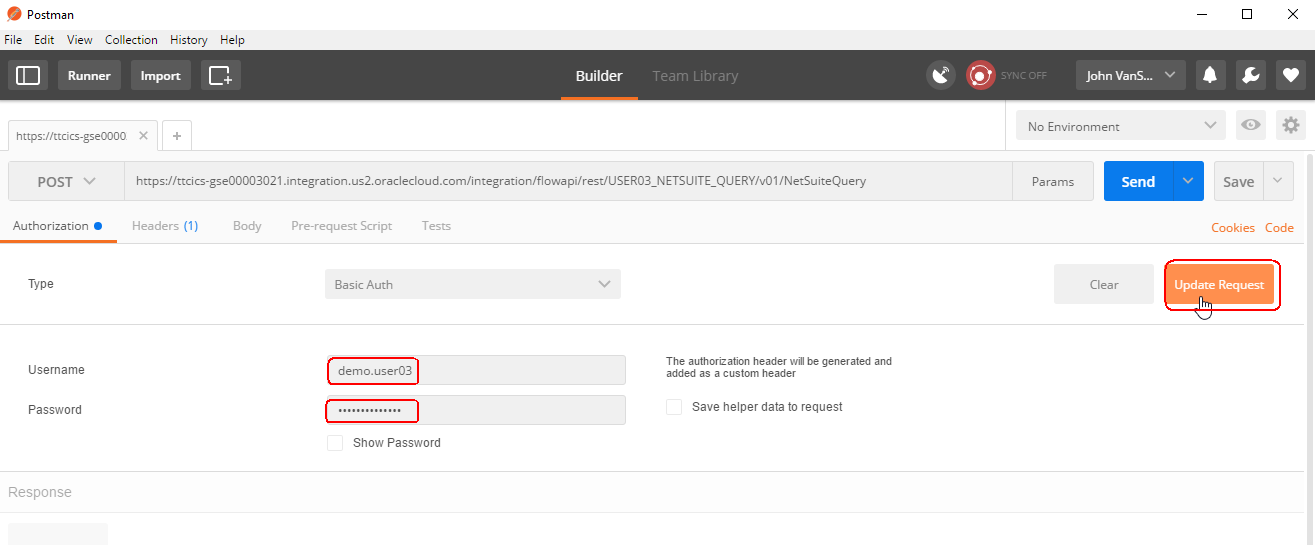 Postman
File Edit View Collection History Help
Runner Import Builder Team Library SYNC OFF John VanS...
https://ttcics-gse0000. No Environment
POST https://ttcics-gse00003021.integration.us2.oraclecloud.com/integration/flowapi/rest/USER03_NETSUITE_QUERY/v01/NetSuiteQuery Params Send Save
Authorization Headers (1) Body Pre-request Script Tests Cookies Code
Type Basic Auth Clear Update Request
Username demo.user03 The authorization header will be generated and
added as a custom header
Password •••••••••••••• Save helper data to request
Show Password
Response